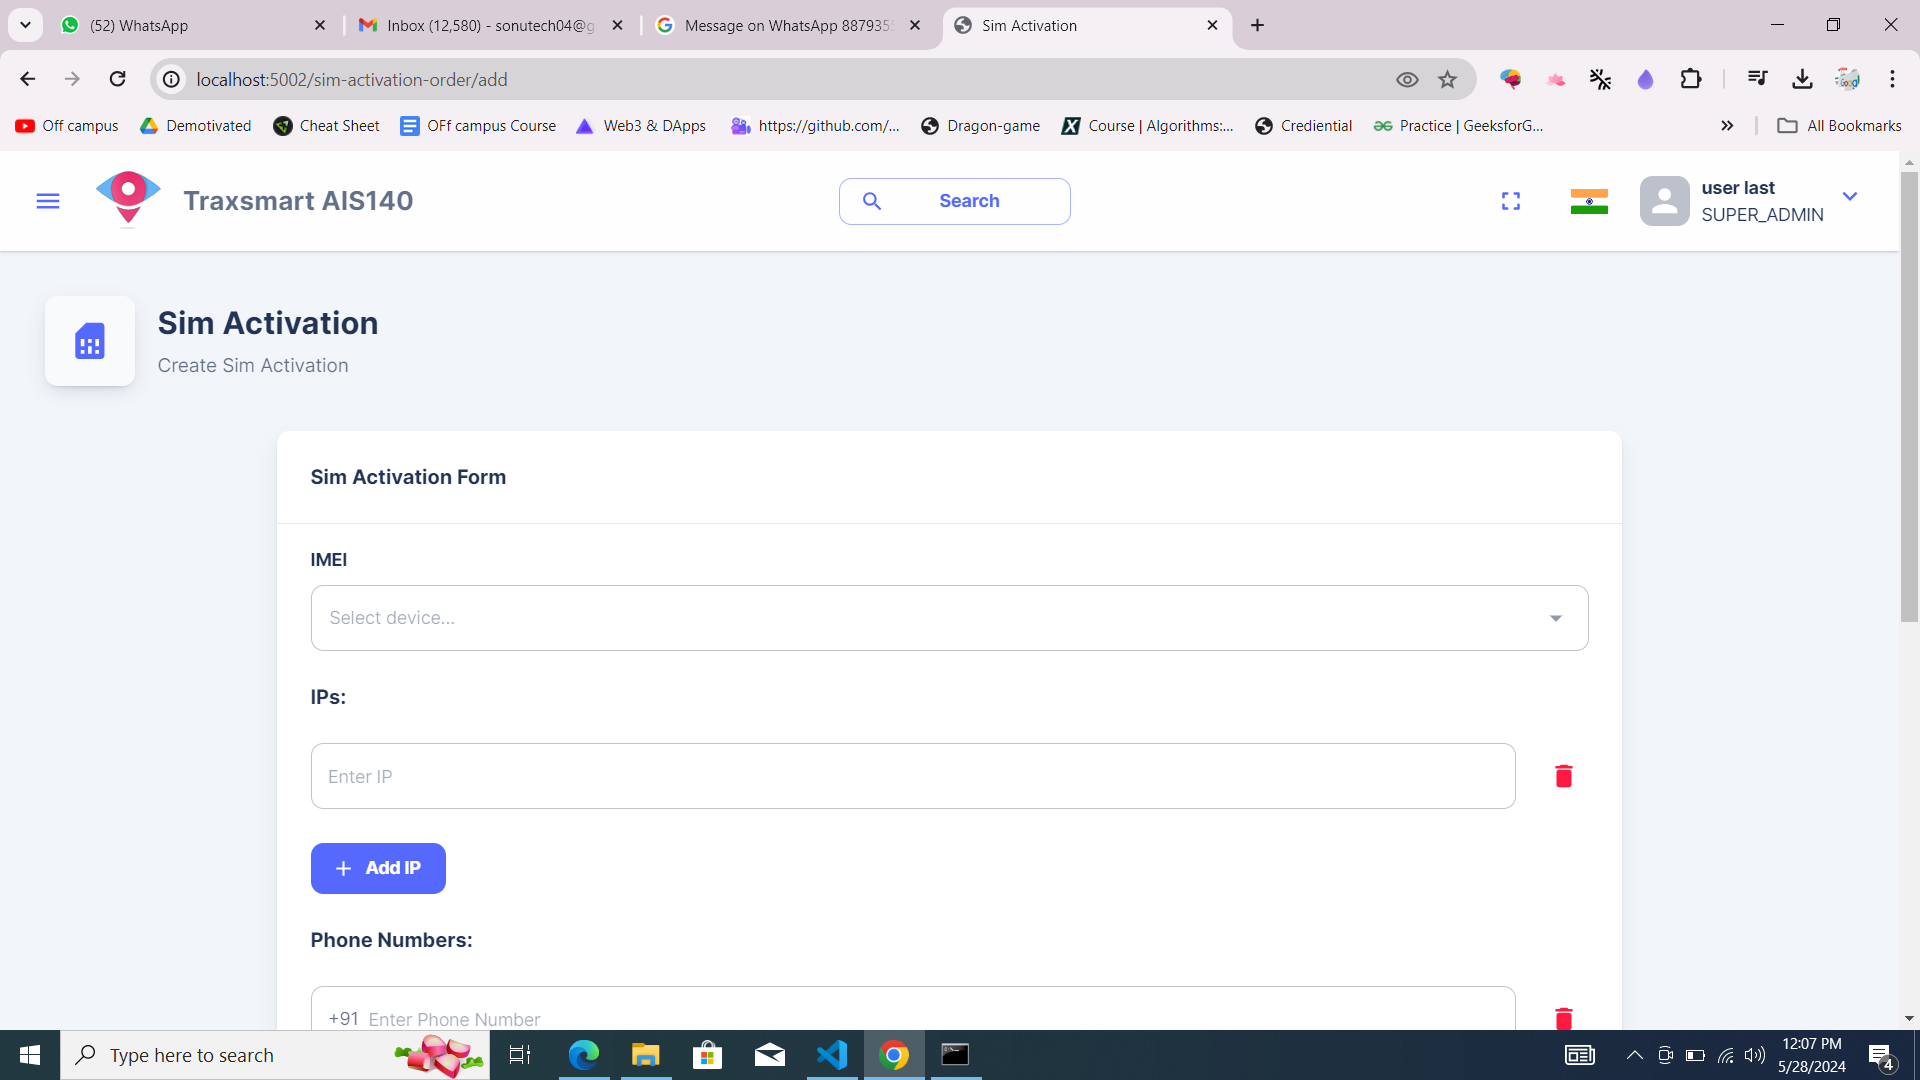 (52) WhatsApp
Inbox (12,580) - sonutech04@g
Message on WhatsApp 887935
Sim Activation
localhost:5002/sim-activation-order/add
Off campus
Demotivated
Cheat Sheet
OFf campus Course
Web3 & DApps
https://github.com/...
Dragon-game
Course | Algorithms:...
Crediential
Practice | GeeksforG...
All Bookmarks
Traxsmart AIS140
Search
user last
SUPER_ADMIN
Sim Activation
Create Sim Activation
Sim Activation Form
IMEI
Select device...
IPs:
Enter IP
Add IP
Phone Numbers:
+91 Enter Phone Number
Type here to search
12:07 PM
5/28/2024
4